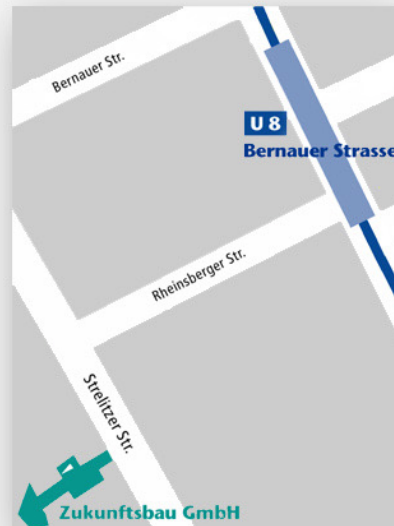 Bernauer Str.
U 8
Bernauer Strasse
Rheinsberger Str.
Strelitzer Str.
Zukunftsbau GmbH